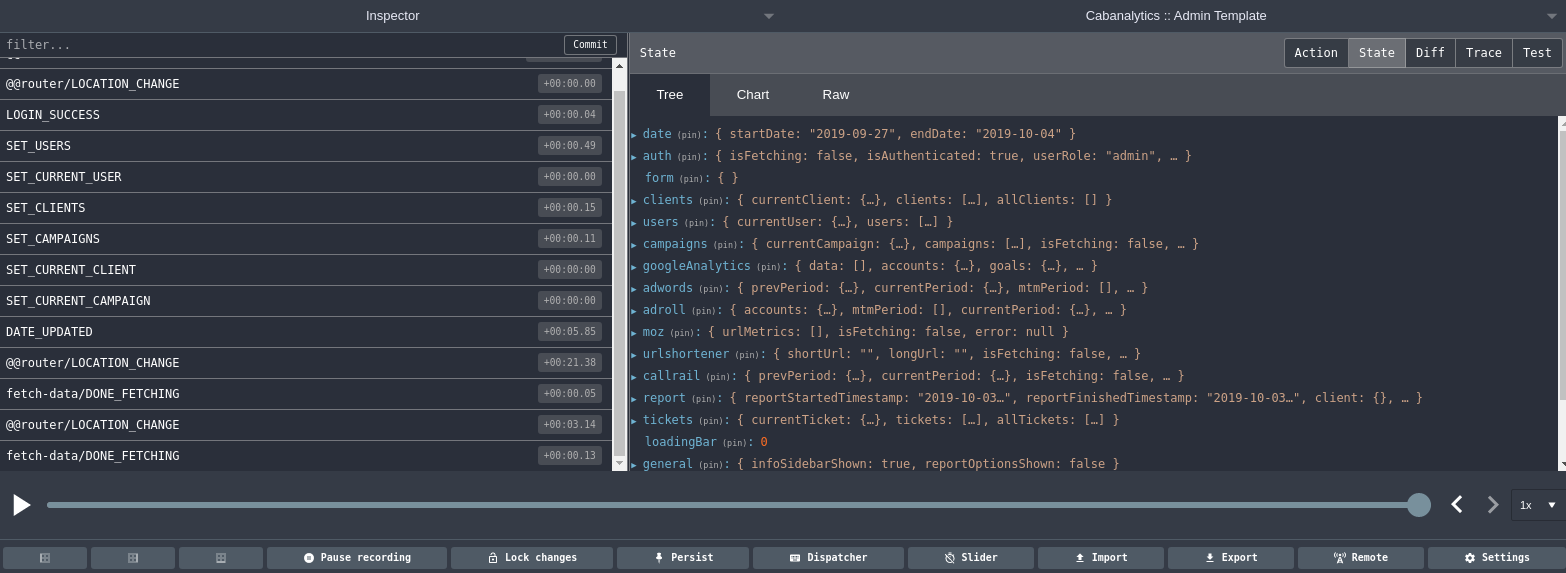 Inspector
Cabanalytics :: Admin Template
filter...
Commit
State
Action
State
Diff
Trace
Test
@@router/LOCATION_CHANGE +00:00.00
LOGIN_SUCCESS +00:00.04
SET_USERS +00:00.49
SET_CURRENT_USER +00:00.00
SET_CLIENTS +00:00.15
SET_CAMPAIGNS +00:00.11
SET_CURRENT_CLIENT +00:00:00
SET_CURRENT_CAMPAIGN +00:00:00
DATE_UPDATED +00:05.85
@@router/LOCATION_CHANGE +00:21.38
fetch-data/DONE_FETCHING +00:00.05
@@router/LOCATION_CHANGE +00:03.14
fetch-data/DONE_FETCHING +00:00.13
Tree
Chart
Raw
date (pin): { startDate: "2019-09-27", endDate: "2019-10-04" }
auth (pin): { isFetching: false, isAuthenticated: true, userRole: "admin", … }
form (pin): { }
clients (pin): { currentClient: {…}, clients: […], allClients: [] }
users (pin): { currentUser: {…}, users: […] }
campaigns (pin): { currentCampaign: {…}, campaigns: […], isFetching: false, … }
googleAnalytics (pin): { data: [], accounts: {…}, goals: {…}, … }
adwords (pin): { prevPeriod: {…}, currentPeriod: {…}, mtmPeriod: [], … }
adroll (pin): { accounts: {…}, mtmPeriod: [], currentPeriod: {…}, … }
moz (pin): { urlMetrics: [], isFetching: false, error: null }
urlshortener (pin): { shortUrl: "", longUrl: "", isFetching: false, … }
callrail (pin): { prevPeriod: {…}, currentPeriod: {…}, isFetching: false, … }
report (pin): { reportStartedTimestamp: "2019-10-03…", reportFinishedTimestamp: "2019-10-03…", client: {}, … }
tickets (pin): { currentTicket: {…}, tickets: […], allTickets: […] }
loadingBar (pin): 0
general (pin): { infoSidebarShown: true, reportOptionsShown: false }
1x
Pause recording
Lock changes
Persist
Dispatcher
Slider
Import
Export
Remote
Settings